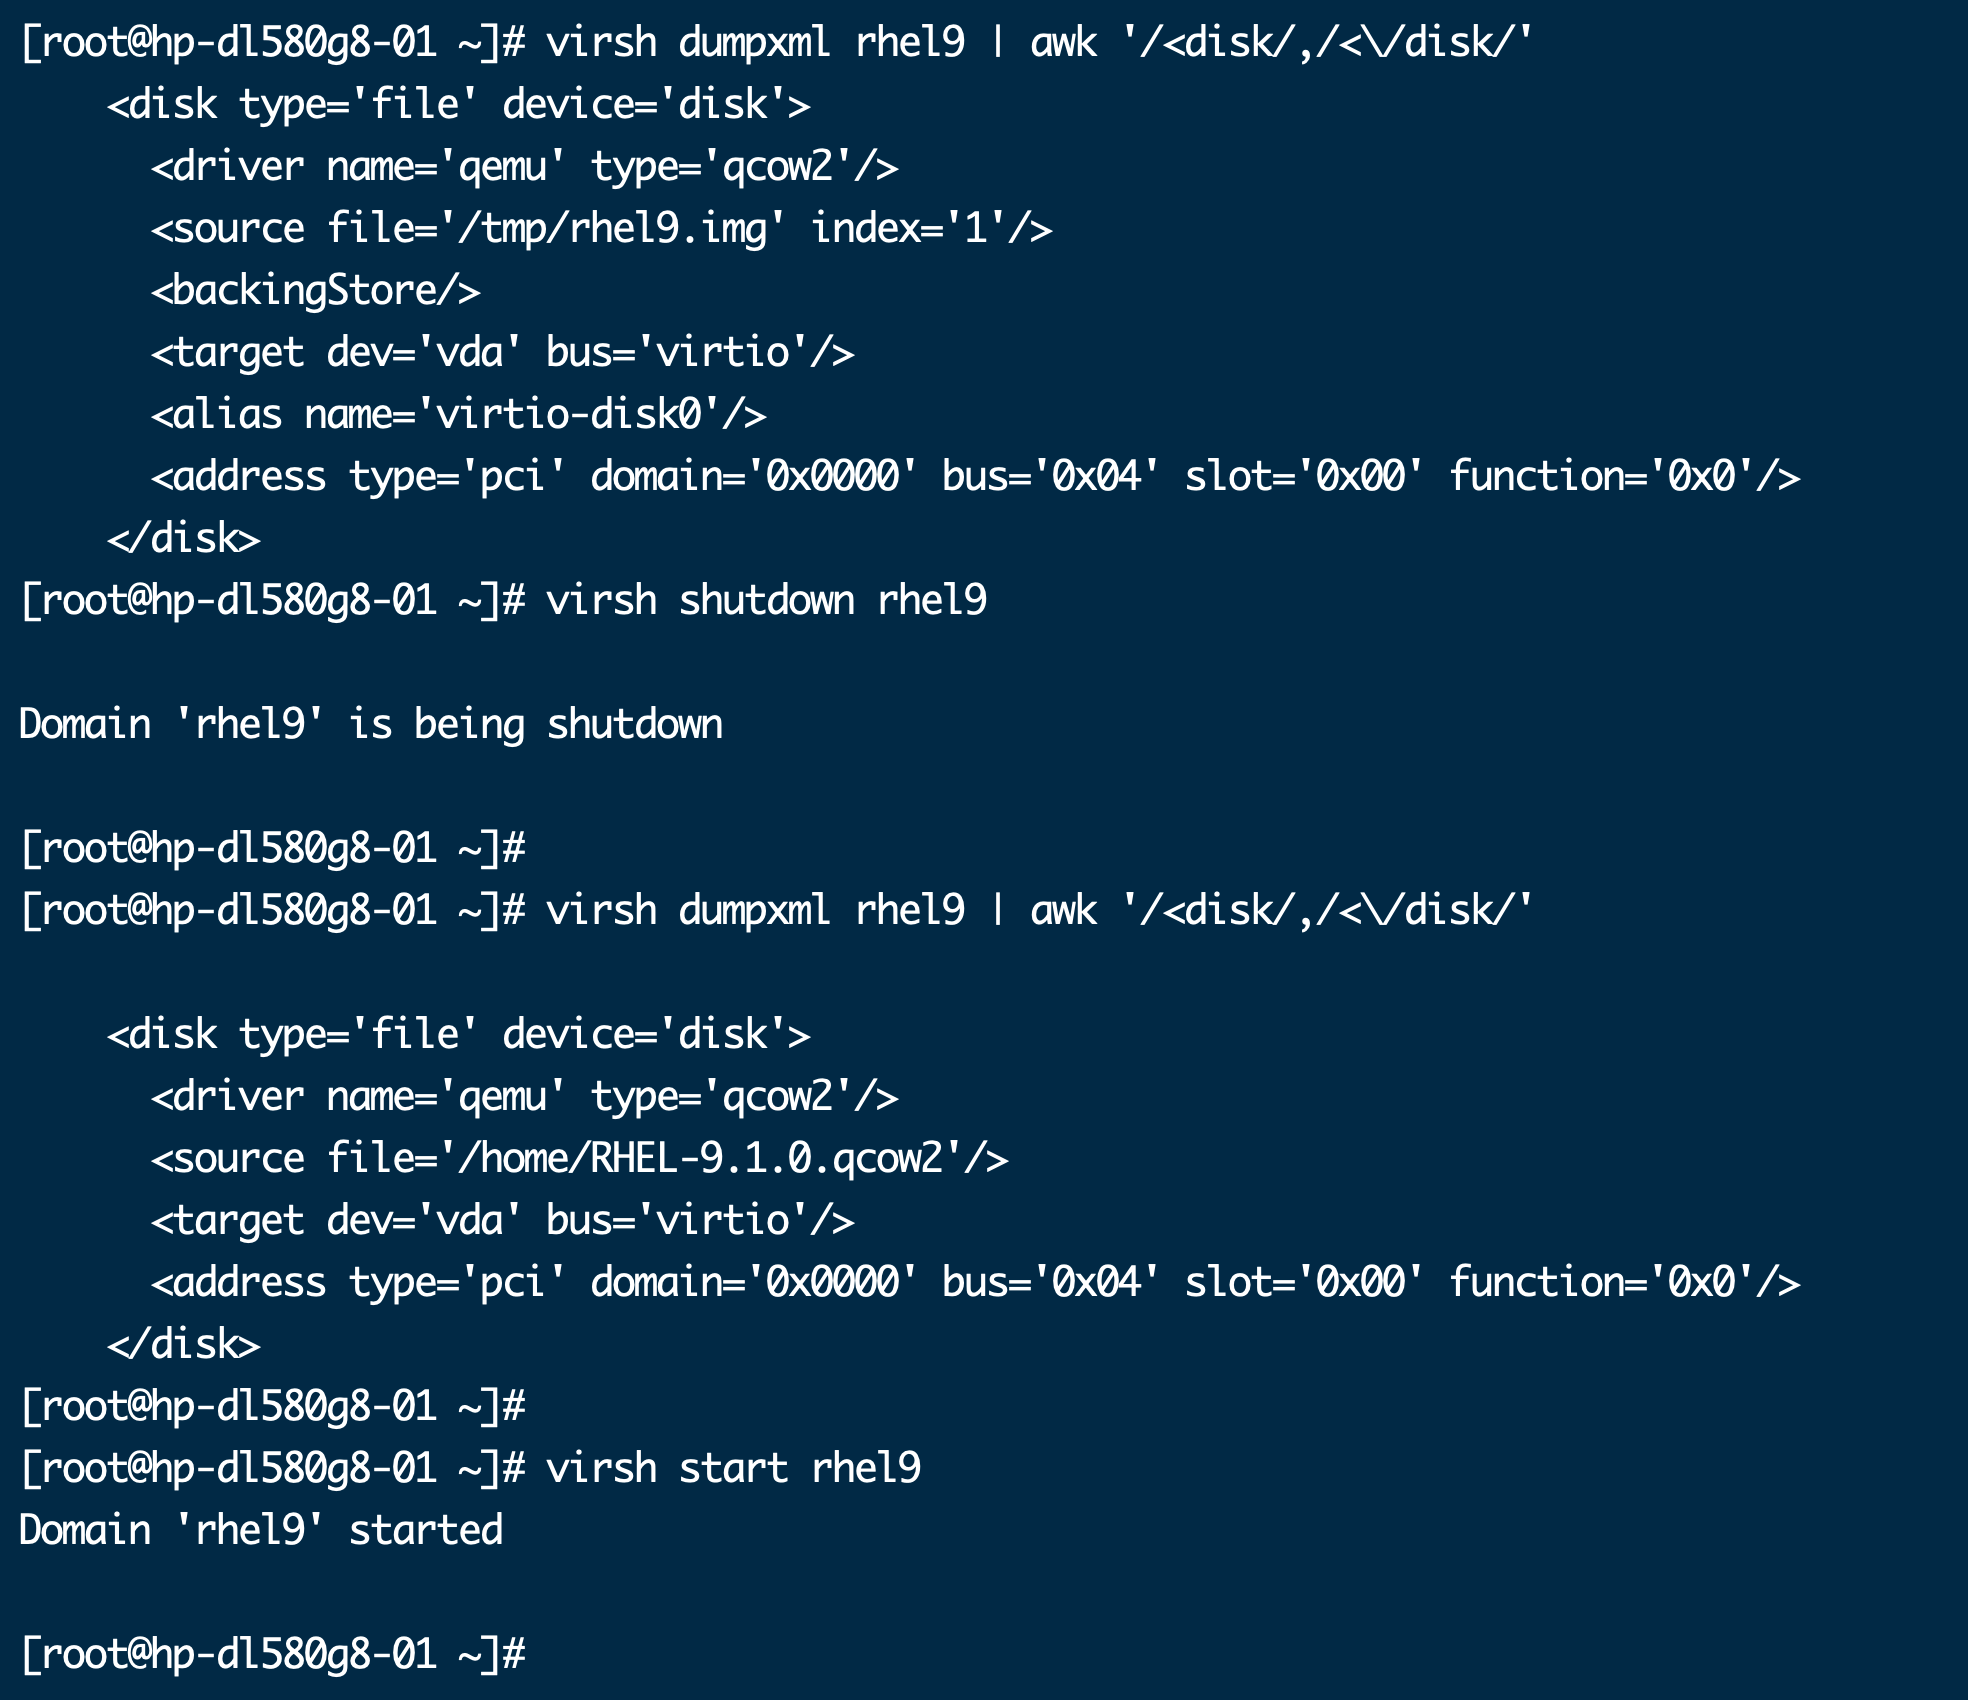 [root@hp-dl580g8-01 ~]# virsh dumpxml rhel9 | awk '/<disk/,/<\/disk/'
    <disk type='file' device='disk'>
      <driver name='qemu' type='qcow2'/>
      <source file='/tmp/rhel9.img' index='1'/>
      <backingStore/>
      <target dev='vda' bus='virtio'/>
      <alias name='virtio-disk0'/>
      <address type='pci' domain='0x0000' bus='0x04' slot='0x00' function='0x0'/>
    </disk>
[root@hp-dl580g8-01 ~]# virsh shutdown rhel9

Domain 'rhel9' is being shutdown

[root@hp-dl580g8-01 ~]#
[root@hp-dl580g8-01 ~]# virsh dumpxml rhel9 | awk '/<disk/,/<\/disk/'

    <disk type='file' device='disk'>
      <driver name='qemu' type='qcow2'/>
      <source file='/home/RHEL-9.1.0.qcow2'/>
      <target dev='vda' bus='virtio'/>
      <address type='pci' domain='0x0000' bus='0x04' slot='0x00' function='0x0'/>
    </disk>
[root@hp-dl580g8-01 ~]#
[root@hp-dl580g8-01 ~]# virsh start rhel9
Domain 'rhel9' started

[root@hp-dl580g8-01 ~]#